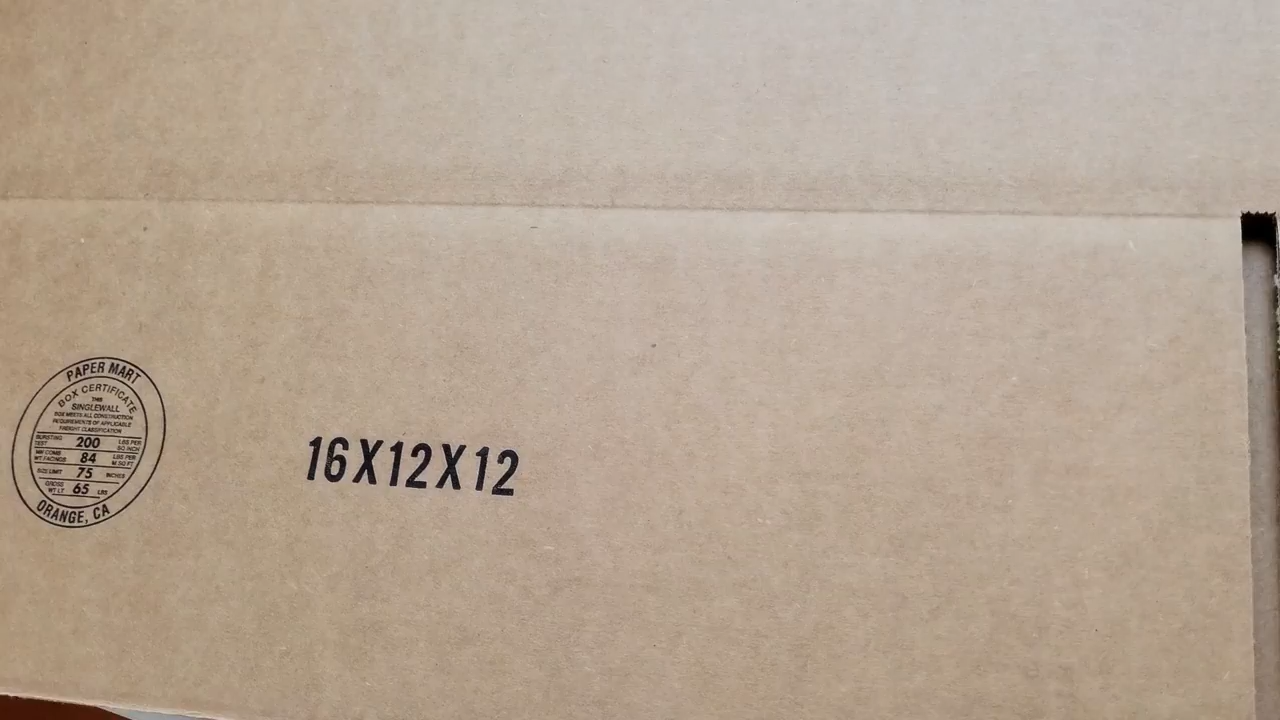 PAPER MART
BOX CERTIFICATE
THIS
SINGLEWALL
BOX MEETS ALL CONSTRUCTION
REQUIREMENTS OF APPLICABLE
FREIGHT CLASSIFICATION
BURSTING TEST 200 LBS PER SQ INCH
MIN COMB WT FACINGS 84 LBS PER M SQ FT
SIZE LIMIT 75 INCHES
GROSS WT LT 65 LBS
ORANGE, CA
16X12X12